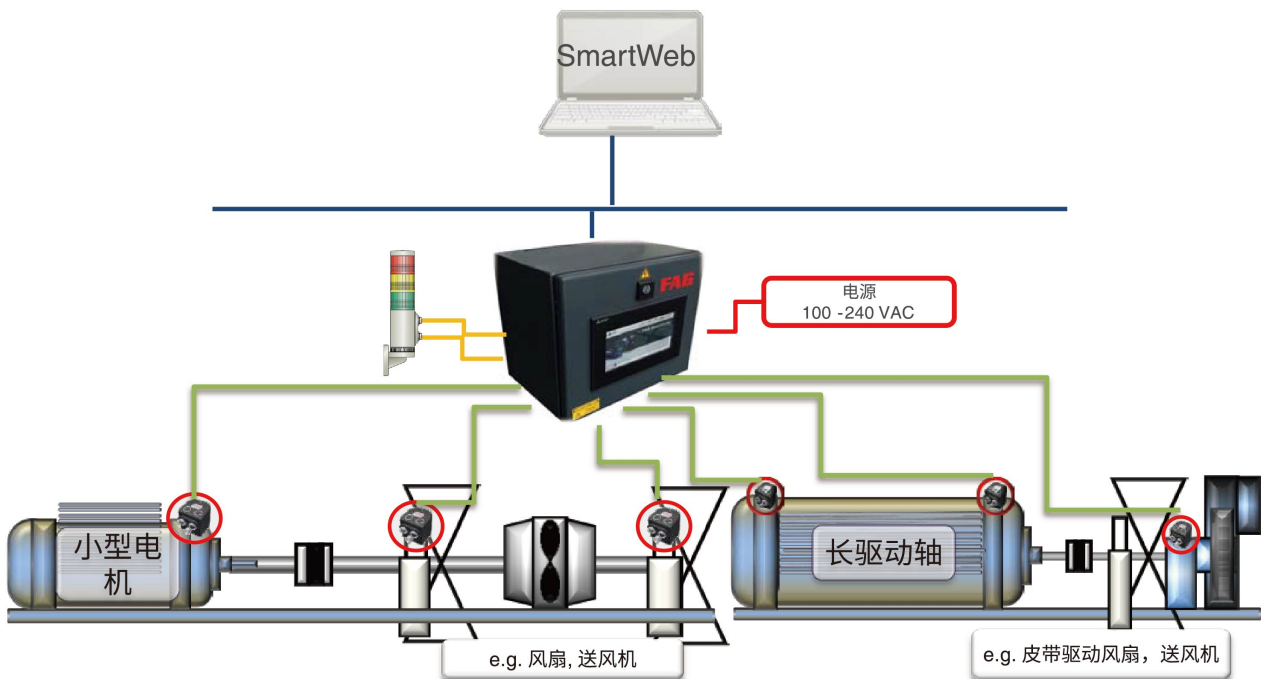 SmartWeb
FAG
电源
100 -240 VAC
小型电
机
长驱动轴
e.g. 风扇, 送风机
e.g. 皮带驱动风扇，送风机